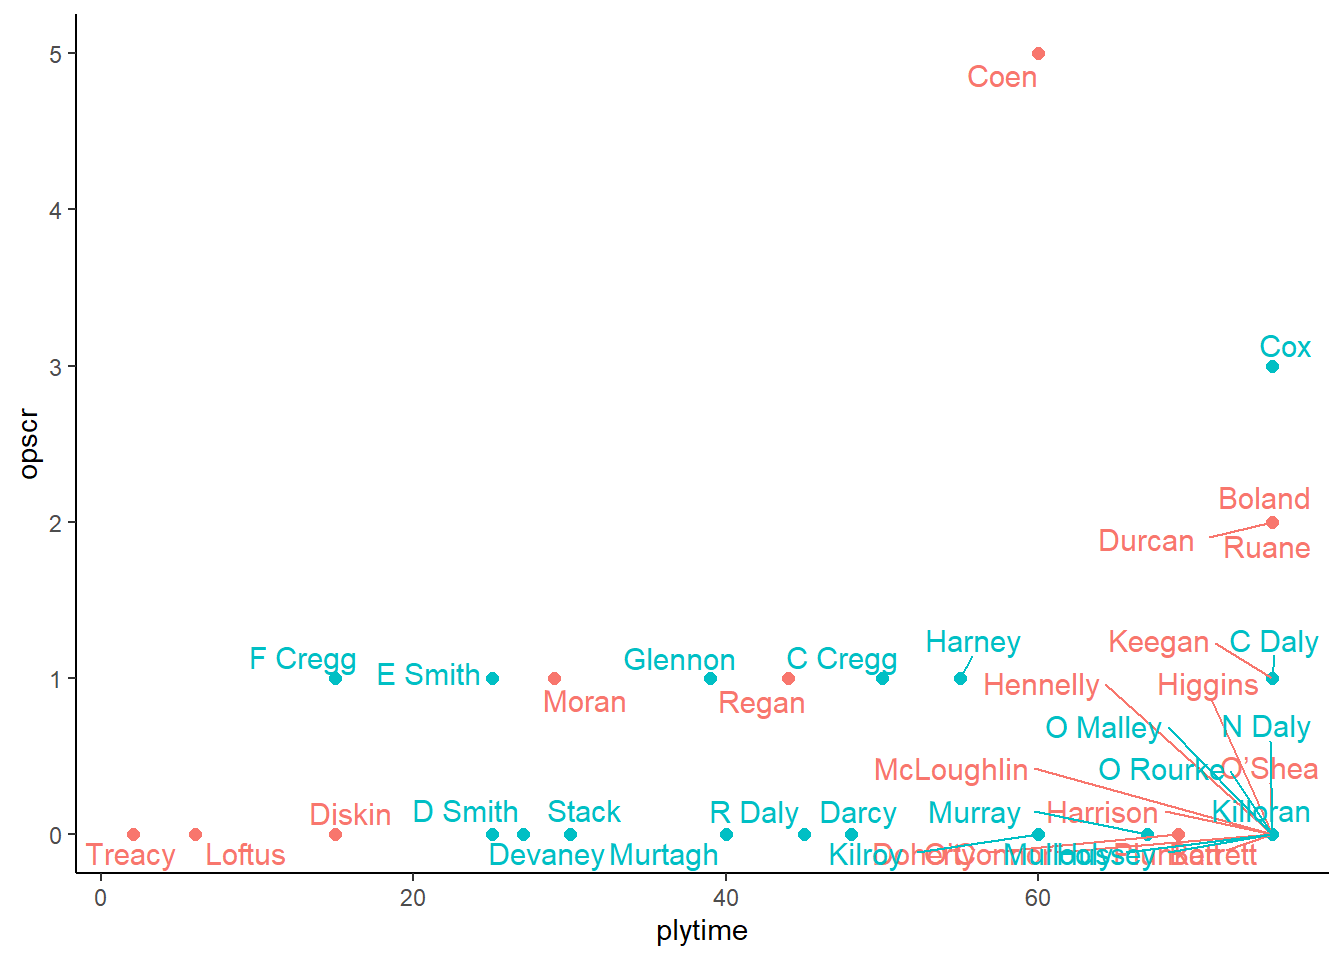 5
Coen
4
Cox
3
opscr
Boland
2
Durcan
Ruane
Harney
Keegan
C Daly
F Cregg
E Smith
Glennon
C Cregg
1
Moran
Regan
Hennelly
Higgins
O Malley
N Daly
McLoughlin
O Rourke
O'Shea
Diskin
D Smith
Stack
R Daly
Darcy
Murray
Harrison
Killoran
0
Treacy
Loftus
Devaney
Murtagh
Kilroy
Doherty
Hussey
0
20
40
60
plytime